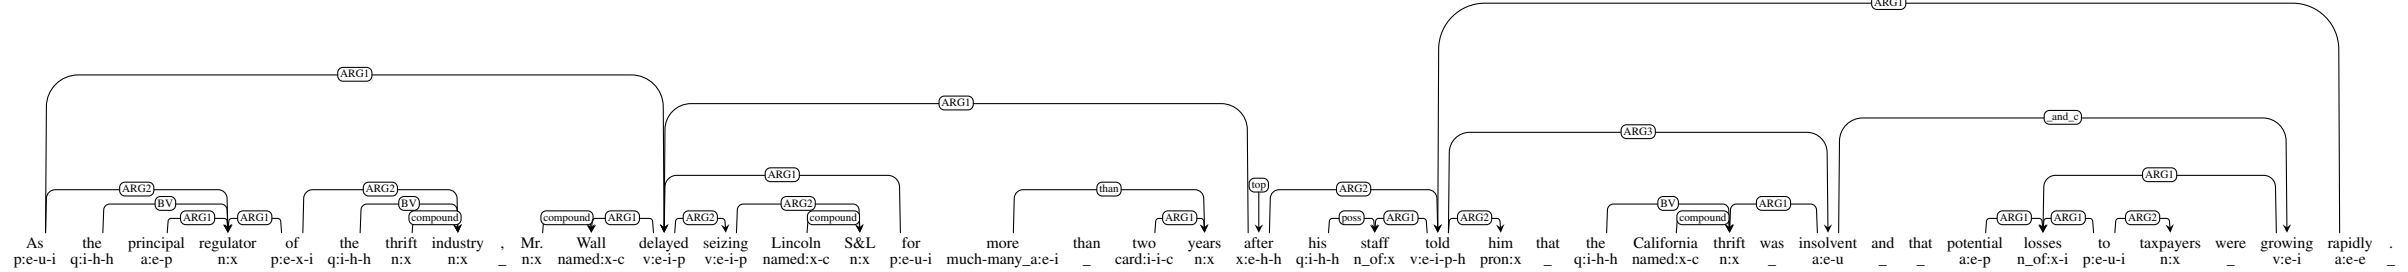 ARG1
ARG1
ARG1
_and_c
ARG3
ARG1 ARG1
ARG2 ARG2 than top ARG2
BV BV ARG2 BV ARG1
ARG1 ARG1 compound compound ARG1 ARG2 compound ARG1 poss ARG1 ARG2 compound ARG1 ARG1 ARG2
As the principal regulator of the thrift industry , Mr. Wall delayed seizing Lincoln S&L for more than two years after his staff told him that the California thrift was insolvent and that potential losses to taxpayers were growing rapidly .
p:e-u-i q:i-h-h a:e-p n:x p:e-x-i q:i-h-h n:x n:x _ n:x named:x-c v:e-i-p v:e-i-p named:x-c n:x p:e-u-i much-many_a:e-i _ card:i-i-c n:x x:e-h-h q:i-h-h n_of:x v:e-i-p-h pron:x _ q:i-h-h named:x-c n:x _ a:e-u _ _ a:e-p n_of:x-i p:e-u-i n:x _ v:e-i a:e-e _